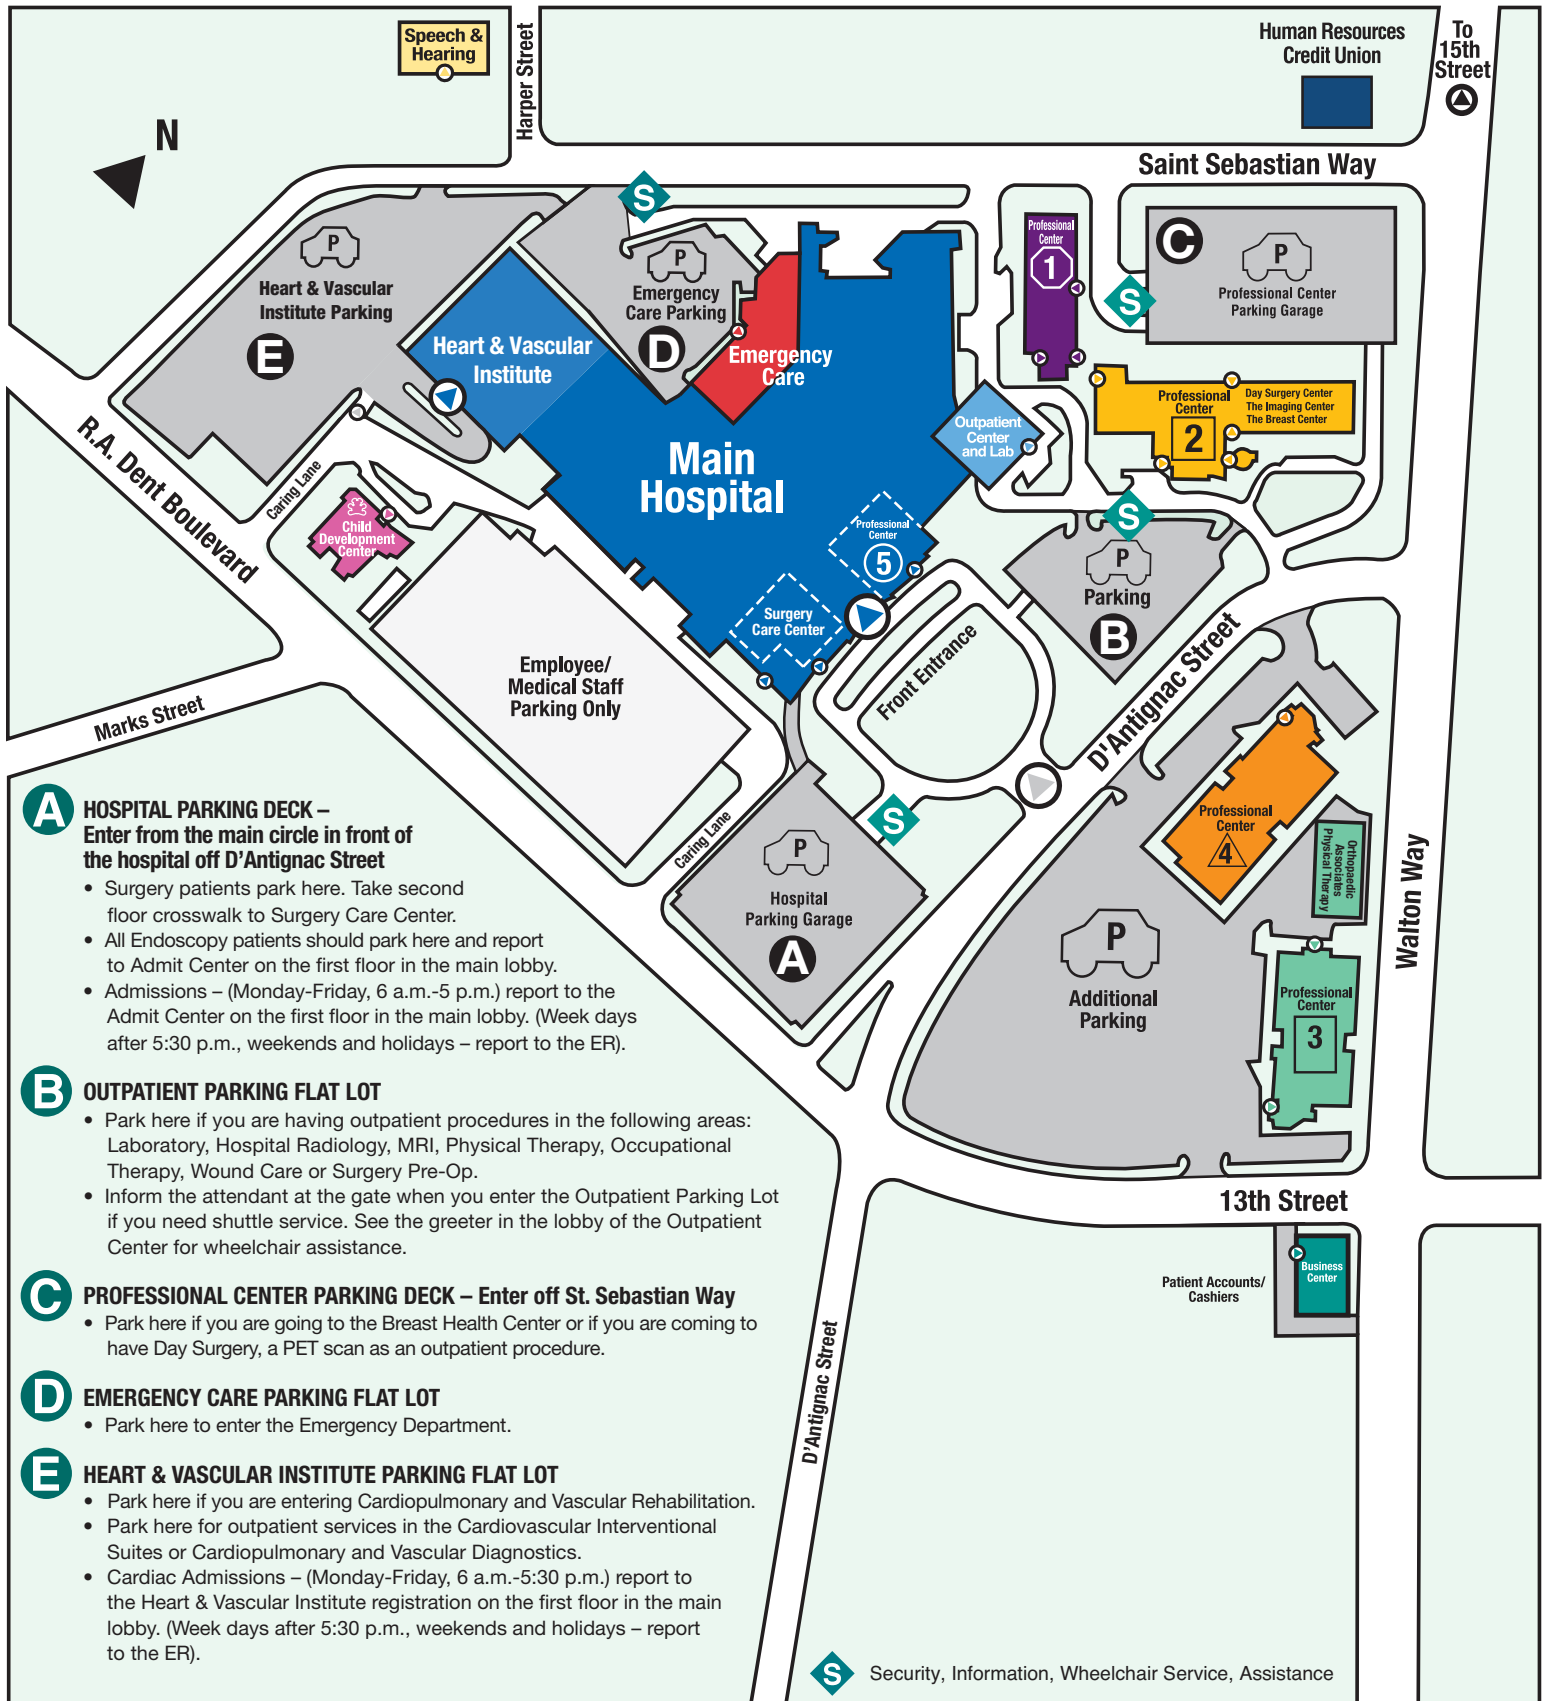 Speech &
Hearing
Harper Street
Human Resources
Credit Union
To
15th
Street
N
Saint Sebastian Way
S
P
Heart & Vascular
Institute Parking
E
P
Emergency
Care Parking
D
Professional
Center
1
C
P
Professional Center
Parking Garage
S
Heart & Vascular
Institute
Emergency
Care
Professional
Center
2
Day Surgery Center
The Imaging Center
The Breast Center
Outpatient
Center
and Lab
Main
Hospital
R.A. Dent Boulevard
Caring Lane
Child
Development
Center
Professional
Center
5
S
P
Parking
B
Surgery
Care Center
Front Entrance
D'Antignac Street
Employee/
Medical Staff
Parking Only
Marks Street
Professional
Center
4
Orthopaedic
Associates
Physical Therapy
Walton Way
S
Caring Lane
P
Hospital
Parking Garage
A
P
Additional
Parking
Professional
Center
3
13th Street
Patient Accounts/
Cashiers
Business
Center
D'Antignac Street
A
HOSPITAL PARKING DECK –
Enter from the main circle in front of
the hospital off D'Antignac Street
• Surgery patients park here. Take second
floor crosswalk to Surgery Care Center.
• All Endoscopy patients should park here and report
to Admit Center on the first floor in the main lobby.
• Admissions – (Monday-Friday, 6 a.m.-5 p.m.) report to the
Admit Center on the first floor in the main lobby. (Week days
after 5:30 p.m., weekends and holidays – report to the ER).
B
OUTPATIENT PARKING FLAT LOT
• Park here if you are having outpatient procedures in the following areas:
Laboratory, Hospital Radiology, MRI, Physical Therapy, Occupational
Therapy, Wound Care or Surgery Pre-Op.
• Inform the attendant at the gate when you enter the Outpatient Parking Lot
if you need shuttle service. See the greeter in the lobby of the Outpatient
Center for wheelchair assistance.
C
PROFESSIONAL CENTER PARKING DECK – Enter off St. Sebastian Way
• Park here if you are going to the Breast Health Center or if you are coming to
have Day Surgery, a PET scan as an outpatient procedure.
D
EMERGENCY CARE PARKING FLAT LOT
• Park here to enter the Emergency Department.
E
HEART & VASCULAR INSTITUTE PARKING FLAT LOT
• Park here if you are entering Cardiopulmonary and Vascular Rehabilitation.
• Park here for outpatient services in the Cardiovascular Interventional
Suites or Cardiopulmonary and Vascular Diagnostics.
• Cardiac Admissions – (Monday-Friday, 6 a.m.-5:30 p.m.) report to
the Heart & Vascular Institute registration on the first floor in the main
lobby. (Week days after 5:30 p.m., weekends and holidays – report
to the ER).
S Security, Information, Wheelchair Service, Assistance